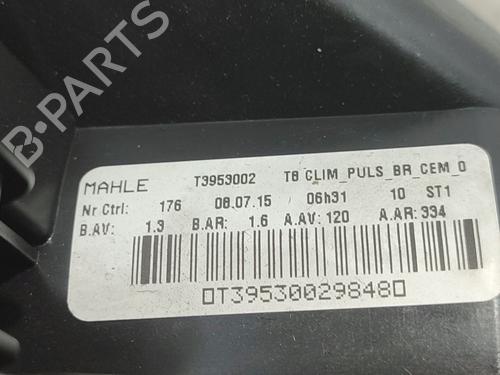 B-PARTS
MAHLE T3953002 T8 CLIM_PULS_BR_CEM_0
Nr Ctrl: 176 08.07.15 06h31 10 ST1
B.AV: 1.3 B.AR: 1.6 A.AV: 120 A.AR: 334
T39530029848